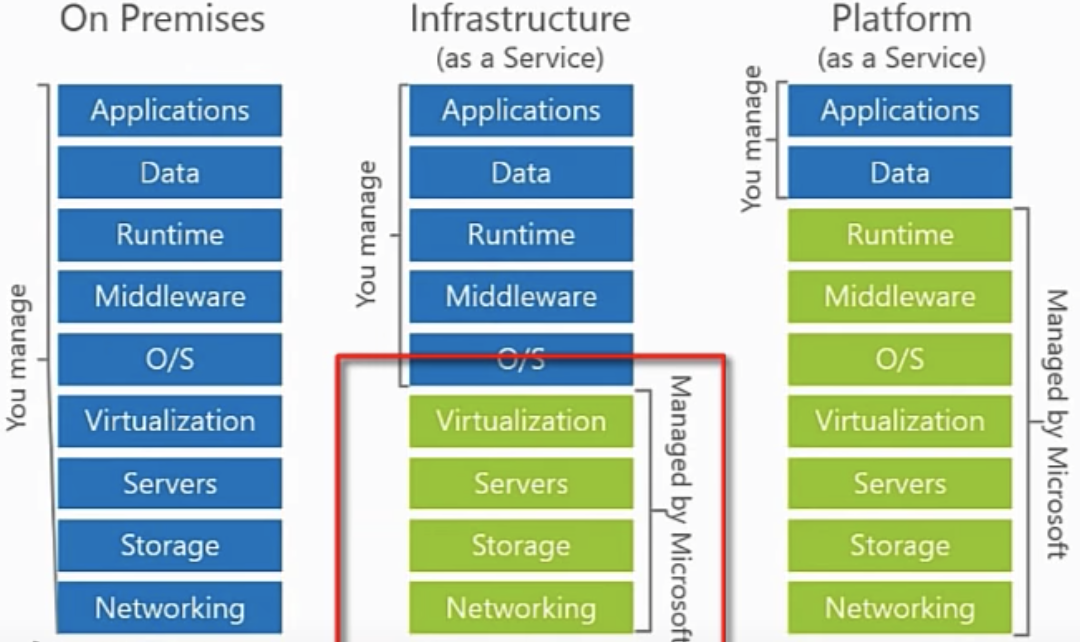 On Premises
You manage
Applications
Data
Runtime
Middleware
O/S
Virtualization
Servers
Storage
Networking
Infrastructure
(as a Service)
You manage
Applications
Data
Runtime
Middleware
O/S
Virtualization
Servers
Storage
Networking
Managed by Microsoft
Platform
(as a Service)
You manage
Applications
Data
Runtime
Middleware
O/S
Virtualization
Servers
Storage
Networking
Managed by Microsoft